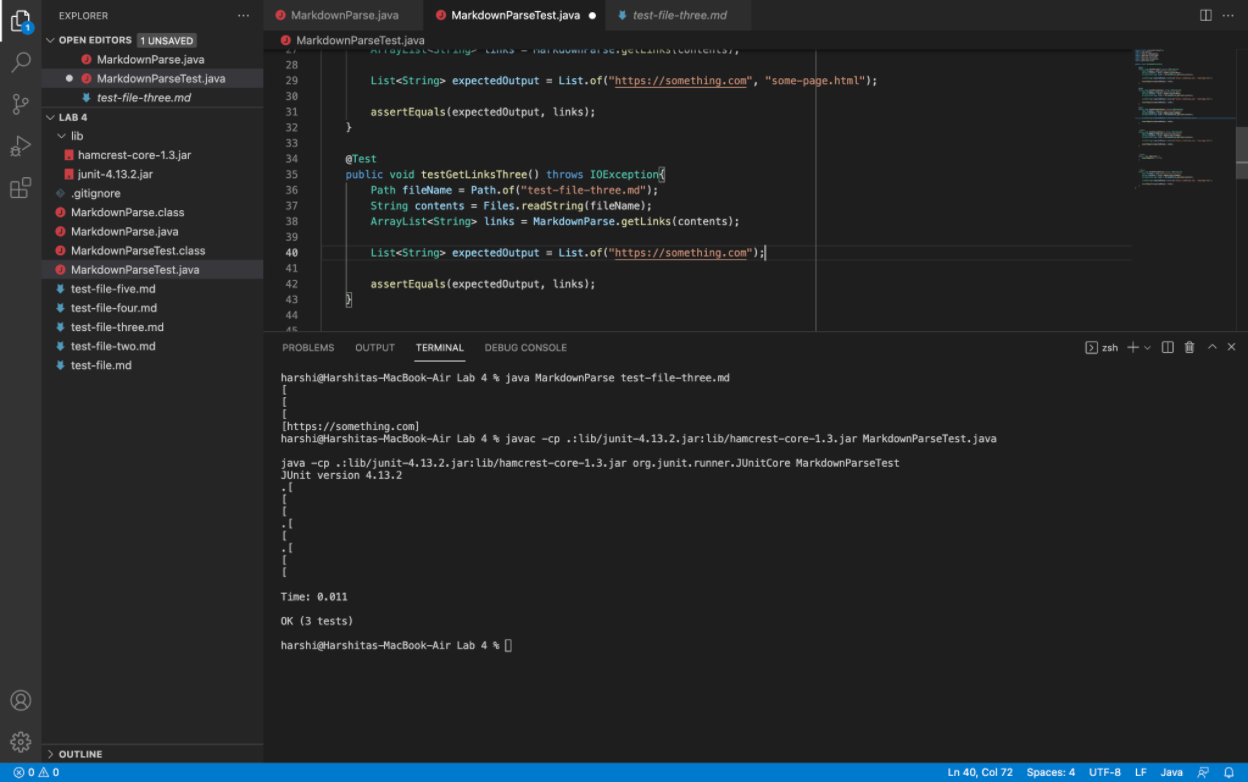 1
EXPLORER
OPEN EDITORS 1 UNSAVED
MarkdownParse.java
MarkdownParseTest.java
test-file-three.md
LAB 4
lib
hamcrest-core-1.3.jar
junit-4.13.2.jar
.gitignore
MarkdownParse.class
MarkdownParse.java
MarkdownParseTest.class
MarkdownParseTest.java
test-file-five.md
test-file-four.md
test-file-three.md
test-file-two.md
test-file.md
OUTLINE
MarkdownParse.java MarkdownParseTest.java test-file-three.md
MarkdownParseTest.java
27 ArrayList<String> links = MarkdownParse.getLinks(contents);
28
29 List<String> expectedOutput = List.of("https://something.com", "some-page.html");
30
31 assertEquals(expectedOutput, links);
32 }
33
34 @Test
35 public void testGetLinksThree() throws IOException{
36 Path fileName = Path.of("test-file-three.md");
37 String contents = Files.readString(fileName);
38 ArrayList<String> links = MarkdownParse.getLinks(contents);
39
40 List<String> expectedOutput = List.of("https://something.com");
41
42 assertEquals(expectedOutput, links);
43 }
44
45
PROBLEMS OUTPUT TERMINAL DEBUG CONSOLE zsh
harshi@Harshitas-MacBook-Air Lab 4 % java MarkdownParse test-file-three.md
[
[
[
[https://something.com]
harshi@Harshitas-MacBook-Air Lab 4 % javac -cp .:lib/junit-4.13.2.jar:lib/hamcrest-core-1.3.jar MarkdownParseTest.java
java -cp .:lib/junit-4.13.2.jar:lib/hamcrest-core-1.3.jar org.junit.runner.JUnitCore MarkdownParseTest
JUnit version 4.13.2
.[
[
[
.[
[
.[
[
[
Time: 0.011
OK (3 tests)
harshi@Harshitas-MacBook-Air Lab 4 %
0 0 Ln 40, Col 72 Spaces: 4 UTF-8 LF Java